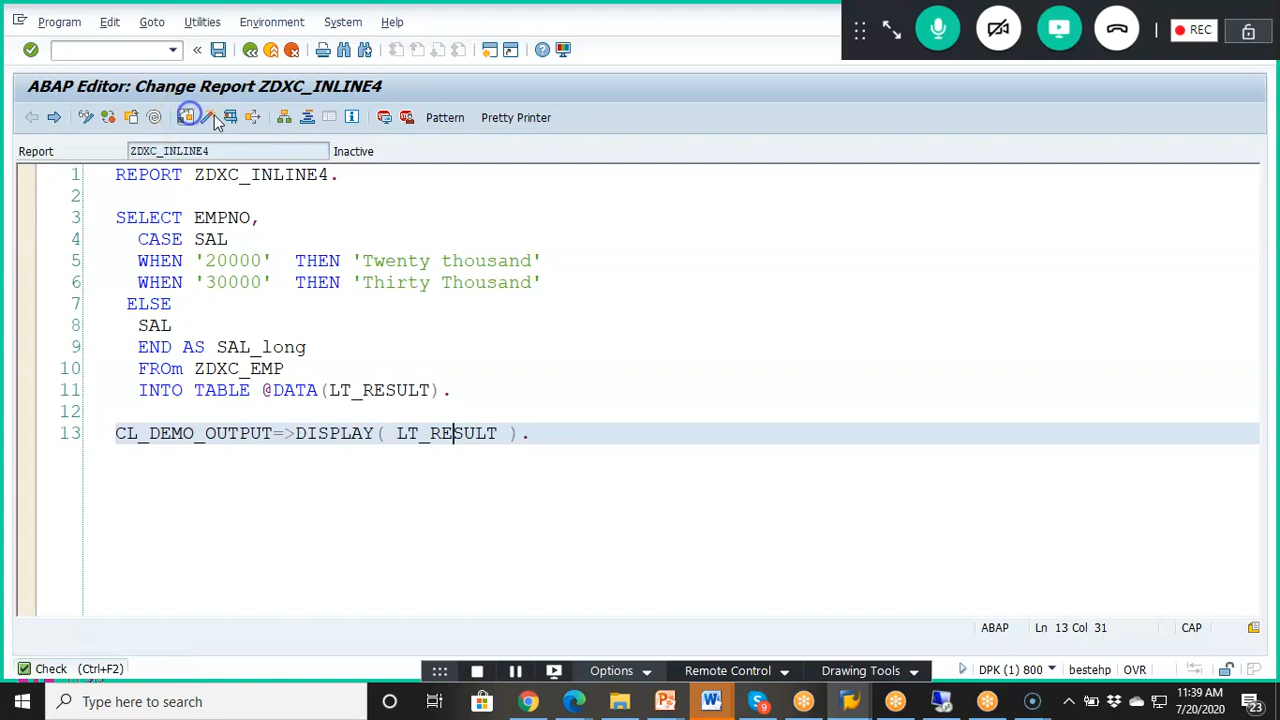 Program Edit Goto Utilities Environment System Help
REC
ABAP Editor: Change Report ZDXC_INLINE4
Pattern Pretty Printer
Report ZDXC_INLINE4 Inactive
1 REPORT ZDXC_INLINE4.
2
3 SELECT EMPNO,
4 CASE SAL
5 WHEN '20000' THEN 'Twenty thousand'
6 WHEN '30000' THEN 'Thirty Thousand'
7 ELSE
8 SAL
9 END AS SAL_long
10 FROm ZDXC_EMP
11 INTO TABLE @DATA(LT_RESULT).
12
13 CL_DEMO_OUTPUT=>DISPLAY( LT_RESULT ).
ABAP Ln 13 Col 31 CAP
Check (Ctrl+F2) Options Remote Control Drawing Tools DPK (1) 800 bestehp OVR
Type here to search 9 11:39 AM
7/20/2020 23